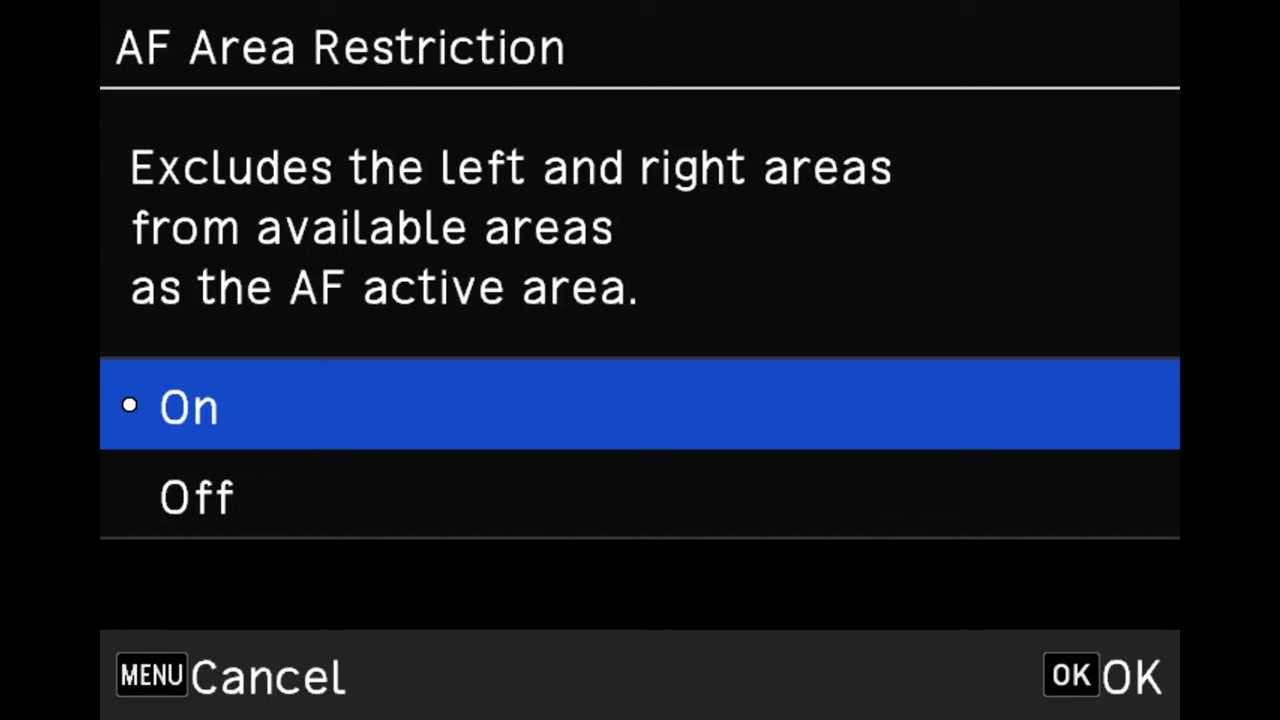 AF Area Restriction
Excludes the left and right areas
from available areas
as the AF active area.
On
Off
MENU Cancel
OK OK